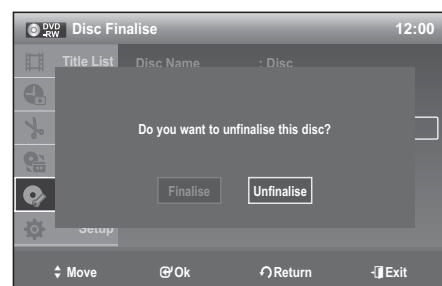 DVD-RW Disc Finalise 12:00
Title List Disc Name : Disc
Do you want to unfinalise this disc?
Finalise Unfinalise
Setup
Move Ok Return Exit